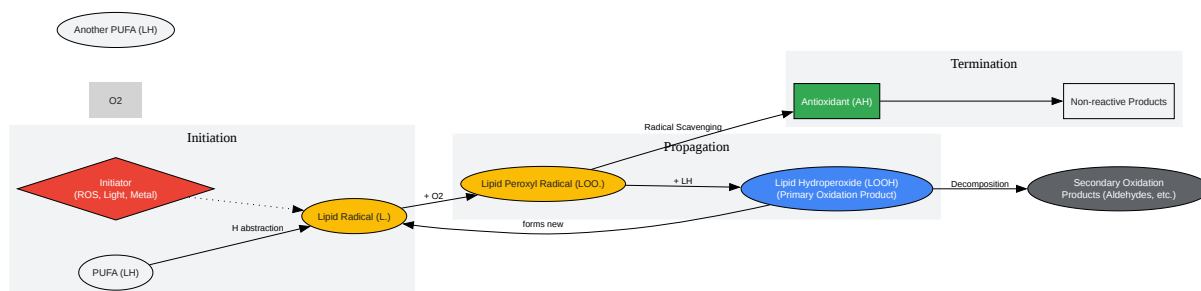 Another PUFA (LH)
O2
Initiation
Initiator
(ROS, Light, Metal)
PUFA (LH)
H abstraction
Lipid Radical (L.)
+ O2
Propagation
Lipid Peroxyl Radical (LOO.)
Radical Scavenging
+ LH
forms new
Lipid Hydroperoxide (LOOH)
(Primary Oxidation Product)
Termination
Antioxidant (AH)
Non-reactive Products
Decomposition
Secondary Oxidation
Products (Aldehydes, etc.)